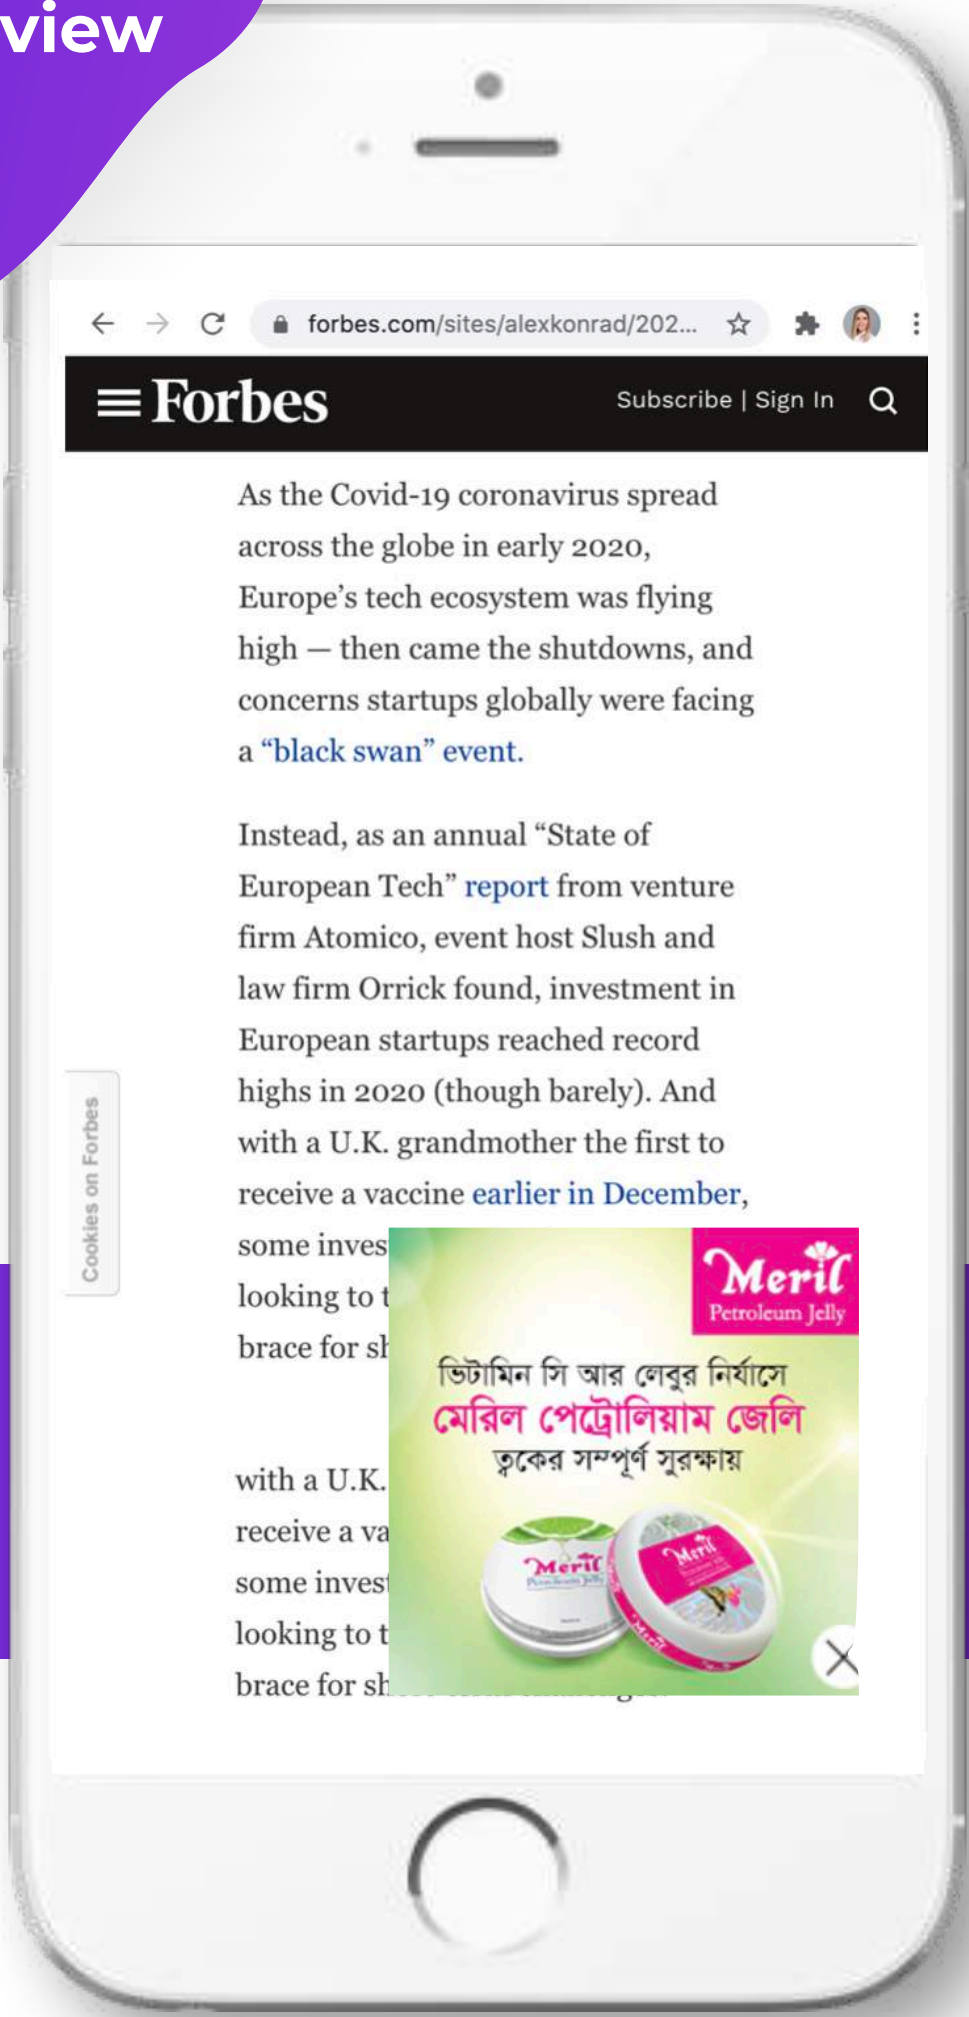 view
forbes.com/sites/alexkonrad/202...
Forbes
Subscribe | Sign In
As the Covid-19 coronavirus spread
across the globe in early 2020,
Europe’s tech ecosystem was flying
high — then came the shutdowns, and
concerns startups globally were facing
a “black swan” event.
Instead, as an annual “State of
European Tech” report from venture
firm Atomico, event host Slush and
law firm Orrick found, investment in
European startups reached record
highs in 2020 (though barely). And
with a U.K. grandmother the first to
receive a vaccine earlier in December,
some inves
looking to t
brace for sh
Cookies on Forbes
Meril
Petroleum Jelly
ভিটামিন সি আর লেবুর নির্যাসে
মেরিল পেট্রোলিয়াম জেলি
ত্বকের সম্পূর্ণ সুরক্ষায়
Meril
Petroleum Jelly
Meril
Meril
with a U.K.
receive a va
some invest
looking to t
brace for sh